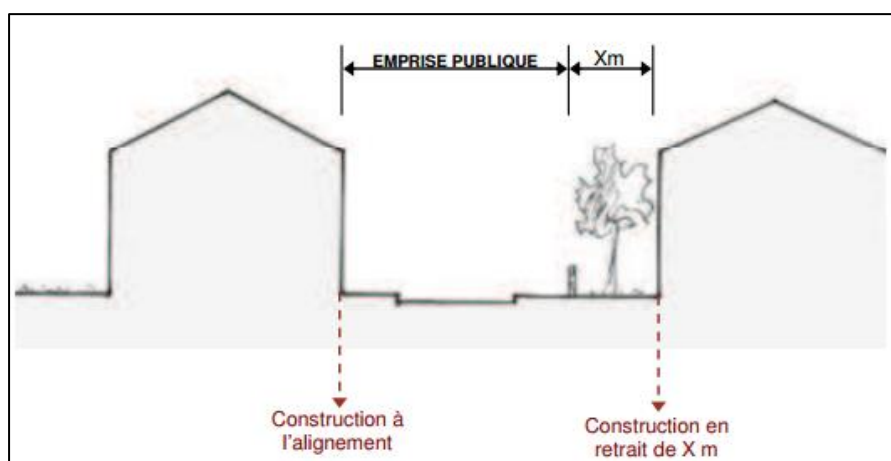 EMPRISE PUBLIQUE
Xm
Construction à
l'alignement
Construction en
retrait de X m